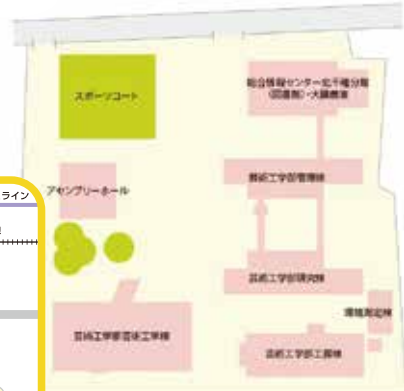 総合情報センター北千種分館
(図書館)・大講義室
スポーツコート
芸術工学部管理棟
アセンブリーホール
ライン
芸術工学部研究棟
環境測定棟
芸術工学部芸術工学棟
芸術工学部工房棟